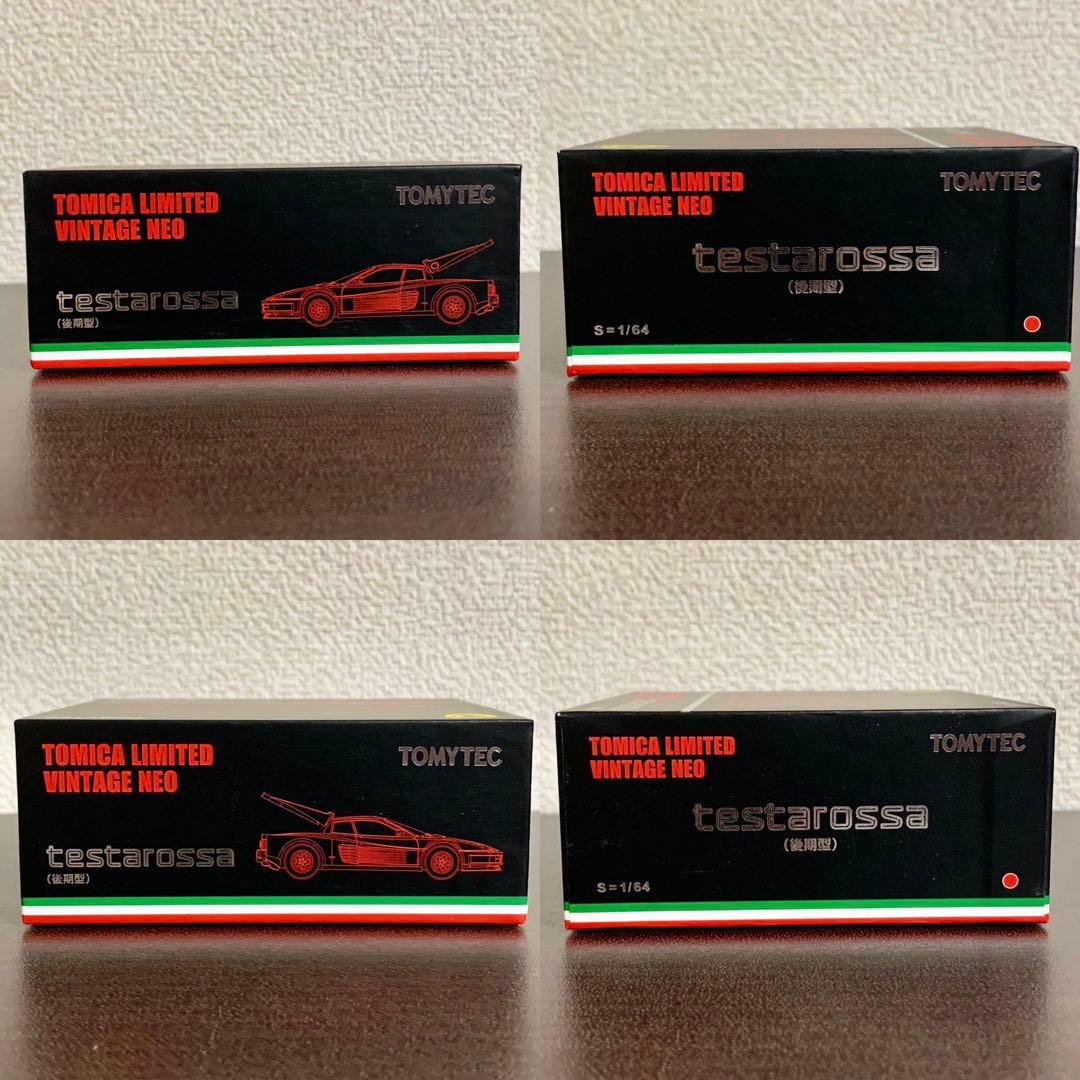 TOMICA LIMITED
VINTAGE NEO
TOMYTEC
testarossa
(後期型)
TOMICA LIMITED
VINTAGE NEO
TOMYTEC
testarossa
(後期型)
S=1/64
TOMICA LIMITED
VINTAGE NEO
TOMYTEC
testarossa
(後期型)
TOMICA LIMITED
VINTAGE NEO
TOMYTEC
testarossa
(後期型)
S=1/64